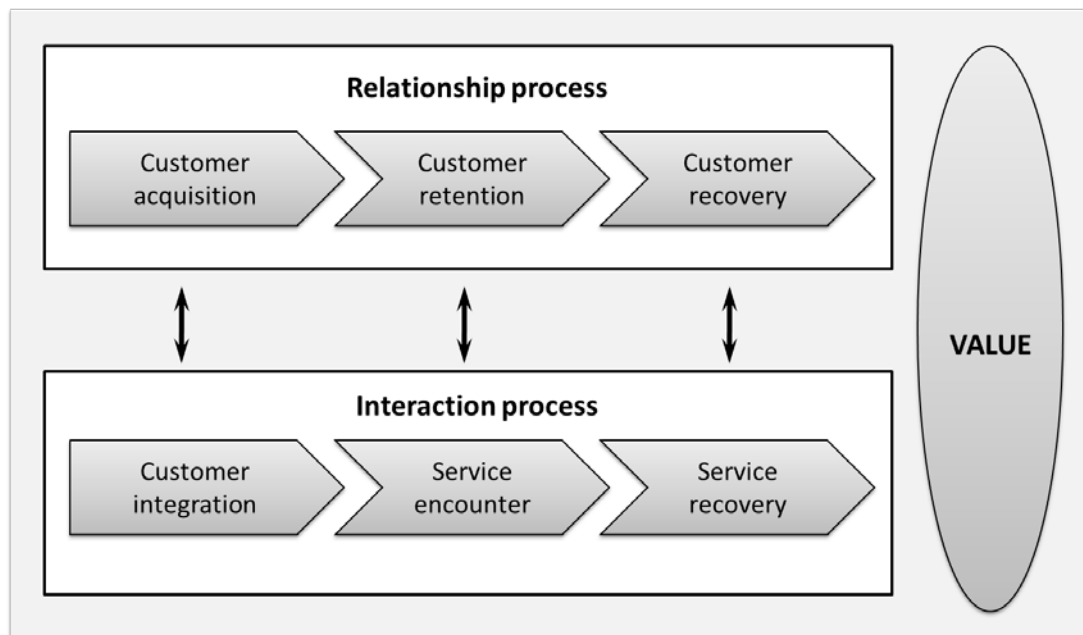 Relationship process
Customer
acquisition
Customer
retention
Customer
recovery
VALUE
Interaction process
Customer
integration
Service
encounter
Service
recovery